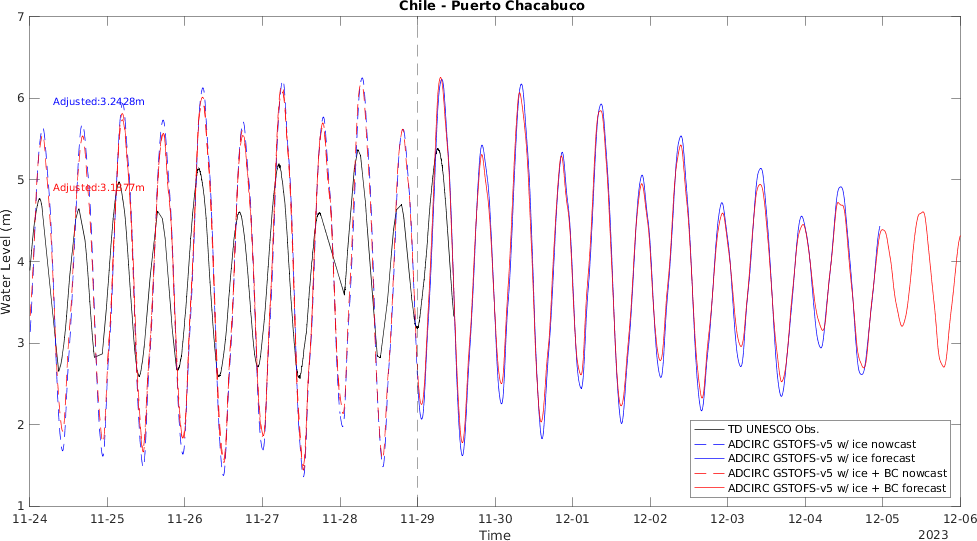 Chile - Puerto Chacabuco
7
6
5
4
3
2
1
Water Level (m)
Adjusted:3.2428m
Adjusted:3.1977m
TD UNESCO Obs.
ADCIRC GSTOFS-v5 w/ ice nowcast
ADCIRC GSTOFS-v5 w/ ice forecast
ADCIRC GSTOFS-v5 w/ ice + BC nowcast
ADCIRC GSTOFS-v5 w/ ice + BC forecast
11-24 11-25 11-26 11-27 11-28 11-29 11-30 12-01 12-02 12-03 12-04 12-05 12-06
Time
2023